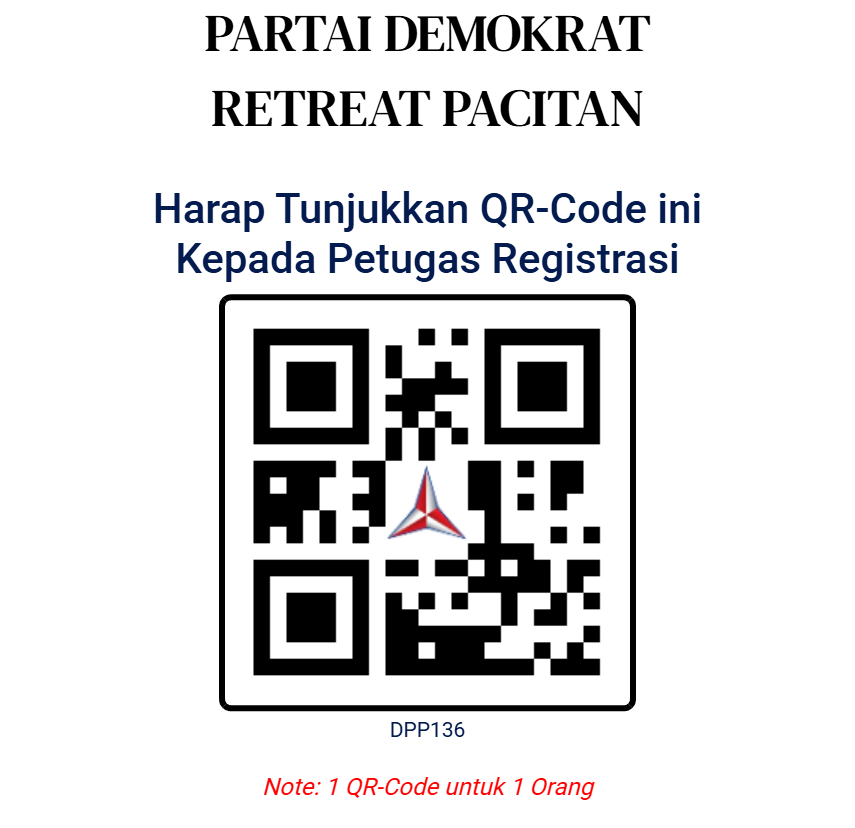 PARTAI DEMOKRAT
RETREAT PACITAN
Harap Tunjukkan QR-Code ini
Kepada Petugas Registrasi
DPP136
Note: 1 QR-Code untuk 1 Orang